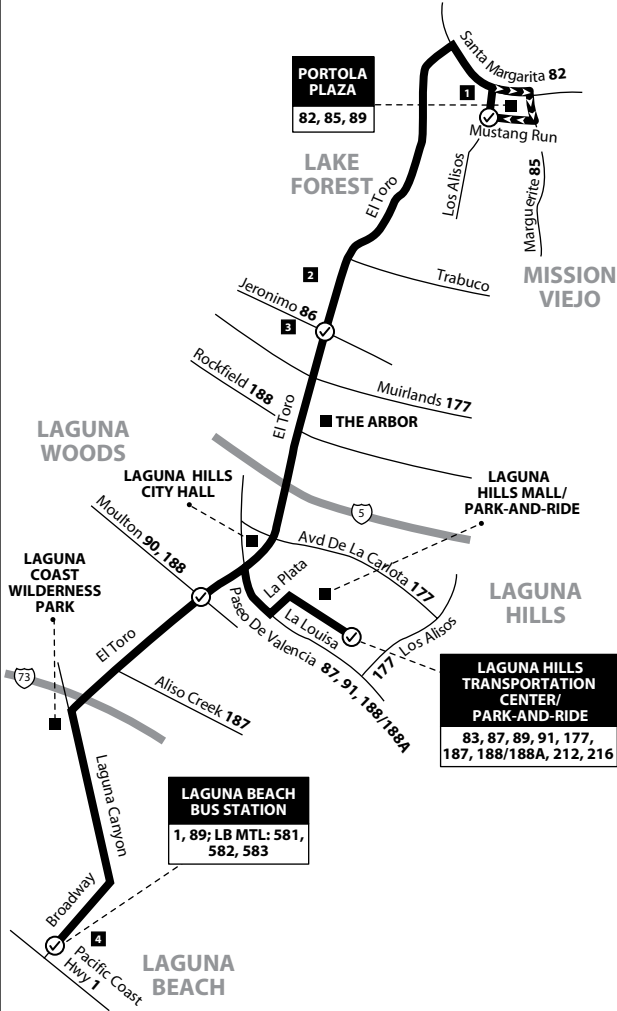 Santa Margarita 82
PORTOLA
PLAZA
82, 85, 89
1
Mustang Run
LAKE
FOREST
El Toro
Los Alisos
Marguerite 85
MISSION
VIEJO
2
Trabuco
Jeronimo 86
3
Rockfield 188
Muirlands 177
El Toro
THE ARBOR
LAGUNA
WOODS
LAGUNA HILLS
CITY HALL
LAGUNA
HILLS MALL/
PARK-AND-RIDE
5
Moulton 90, 188
Avd De La Carlota 177
LAGUNA
COAST
WILDERNESS
PARK
La Plata
LAGUNA
HILLS
La Louisa
Paseo De Valencia 87, 91, 188/188A
177 Los Alisos
El Toro
73
Aliso Creek 187
LAGUNA HILLS
TRANSPORTATION
CENTER/
PARK-AND-RIDE
83, 87, 89, 91, 177,
187, 188/188A, 212, 216
Laguna Canyon
LAGUNA BEACH
BUS STATION
1, 89; LB MTL: 581,
582, 583
Broadway
4
Pacific Coast
Hwy 1
LAGUNA
BEACH